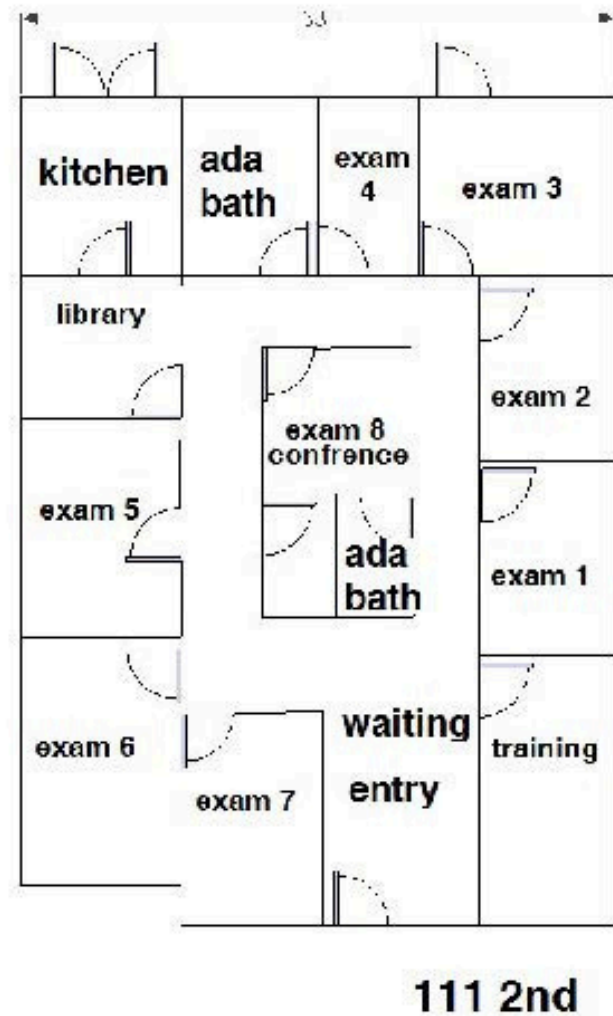 kitchen
ada
bath
exam
4
exam 3
library
exam 2
exam 8
confrence
exam 5
exam 1
ada
bath
exam 6
waiting
training
exam 7
entry
111 2nd